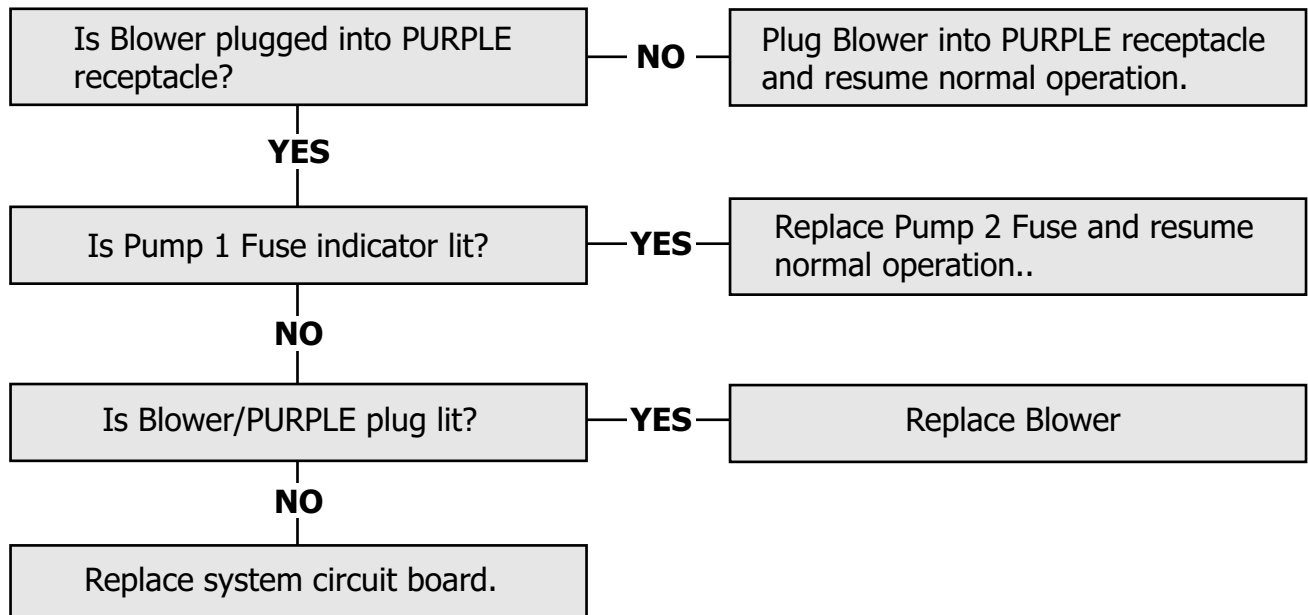 Is Blower plugged into PURPLE
receptacle?
NO
Plug Blower into PURPLE receptacle
and resume normal operation.
YES
Is Pump 1 Fuse indicator lit?
YES
Replace Pump 2 Fuse and resume
normal operation..
NO
Is Blower/PURPLE plug lit?
YES
Replace Blower
NO
Replace system circuit board.